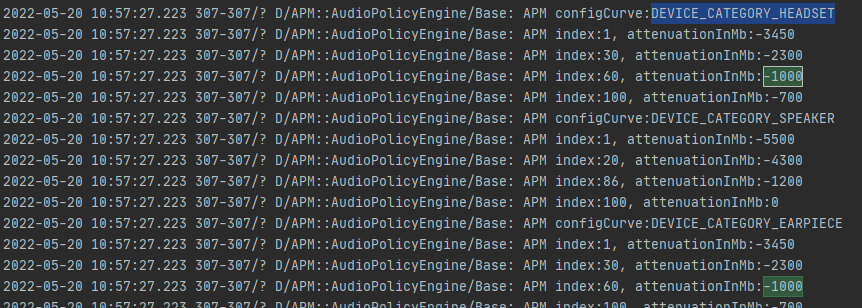 2022-05-20 10:57:27.223 307-307/? D/APM::AudioPolicyEngine/Base: APM configCurve:DEVICE_CATEGORY_HEADSET
2022-05-20 10:57:27.223 307-307/? D/APM::AudioPolicyEngine/Base: APM index:1, attenuationInMb:-3450
2022-05-20 10:57:27.223 307-307/? D/APM::AudioPolicyEngine/Base: APM index:30, attenuationInMb:-2300
2022-05-20 10:57:27.223 307-307/? D/APM::AudioPolicyEngine/Base: APM index:60, attenuationInMb:-1000
2022-05-20 10:57:27.223 307-307/? D/APM::AudioPolicyEngine/Base: APM index:100, attenuationInMb:-700
2022-05-20 10:57:27.223 307-307/? D/APM::AudioPolicyEngine/Base: APM configCurve:DEVICE_CATEGORY_SPEAKER
2022-05-20 10:57:27.223 307-307/? D/APM::AudioPolicyEngine/Base: APM index:1, attenuationInMb:-5500
2022-05-20 10:57:27.223 307-307/? D/APM::AudioPolicyEngine/Base: APM index:20, attenuationInMb:-4300
2022-05-20 10:57:27.223 307-307/? D/APM::AudioPolicyEngine/Base: APM index:86, attenuationInMb:-1200
2022-05-20 10:57:27.223 307-307/? D/APM::AudioPolicyEngine/Base: APM index:100, attenuationInMb:0
2022-05-20 10:57:27.223 307-307/? D/APM::AudioPolicyEngine/Base: APM configCurve:DEVICE_CATEGORY_EARPIECE
2022-05-20 10:57:27.223 307-307/? D/APM::AudioPolicyEngine/Base: APM index:1, attenuationInMb:-3450
2022-05-20 10:57:27.223 307-307/? D/APM::AudioPolicyEngine/Base: APM index:30, attenuationInMb:-2300
2022-05-20 10:57:27.223 307-307/? D/APM::AudioPolicyEngine/Base: APM index:60, attenuationInMb:-1000
2022-05-20 10:57:27.223 307-307/? D/APM::AudioPolicyEngine/Base: APM index:100, attenuationInMb:-700